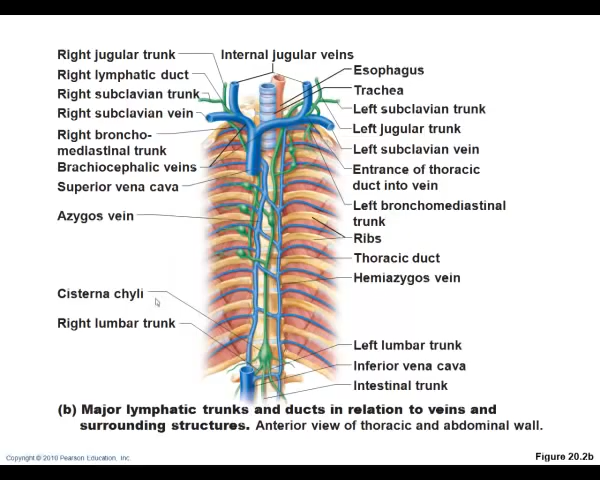 Right jugular trunk
Internal jugular veins
Right lymphatic duct
Esophagus
Right subclavian trunk
Trachea
Right subclavian vein
Left subclavian trunk
Right broncho-
mediastinal trunk
Left jugular trunk
Brachiocephalic veins
Left subclavian vein
Superior vena cava
Entrance of thoracic
duct into vein
Azygos vein
Left bronchomediastinal
trunk
Ribs
Thoracic duct
Hemiazygos vein
Cisterna chyli
Right lumbar trunk
Left lumbar trunk
Inferior vena cava
Intestinal trunk
(b) Major lymphatic trunks and ducts in relation to veins and
surrounding structures. Anterior view of thoracic and abdominal wall.
Copyright © 2010 Pearson Education, Inc.
Figure 20.2b